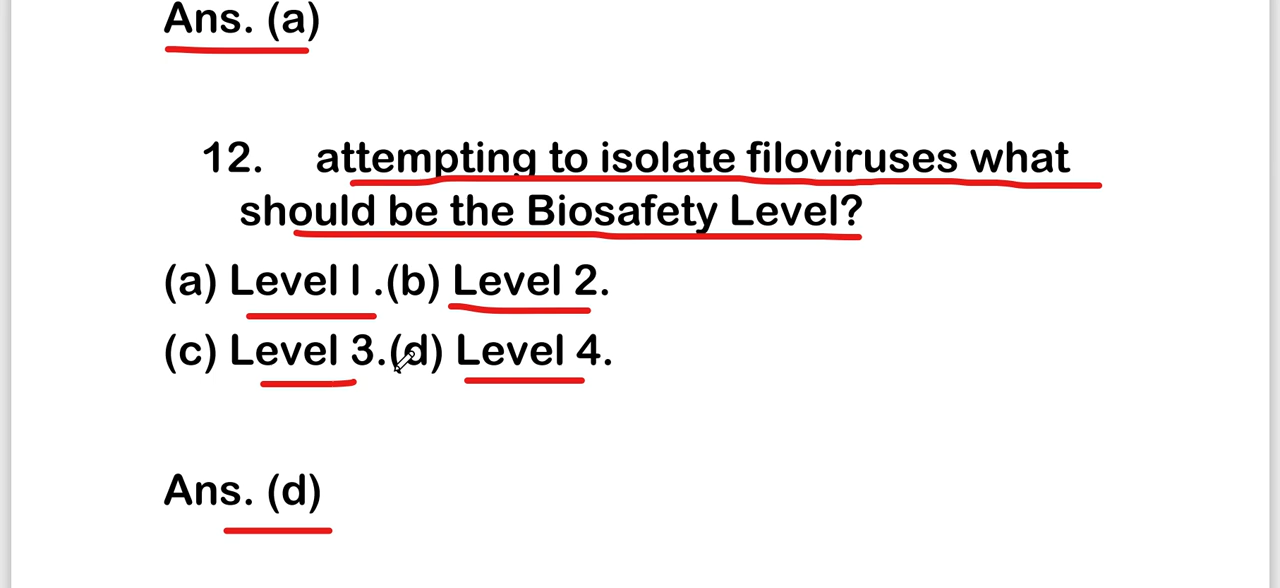 Ans. (a)
12. attempting to isolate filoviruses what
should be the Biosafety Level?
(a) Level l .(b) Level 2.
(c) Level 3.(d) Level 4.
Ans. (d)